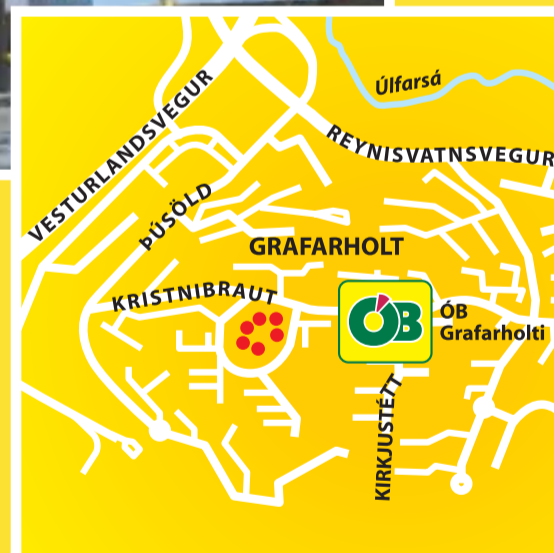 Úlfarsá
VESTURLANDSVEGUR
REYNISVATNSVEGUR
ÞÚSÖLD
GRAFARHOLT
KRISTNIBRAUT
ÓB
ÓB
Grafarholti
KIRKJUSTÉTT